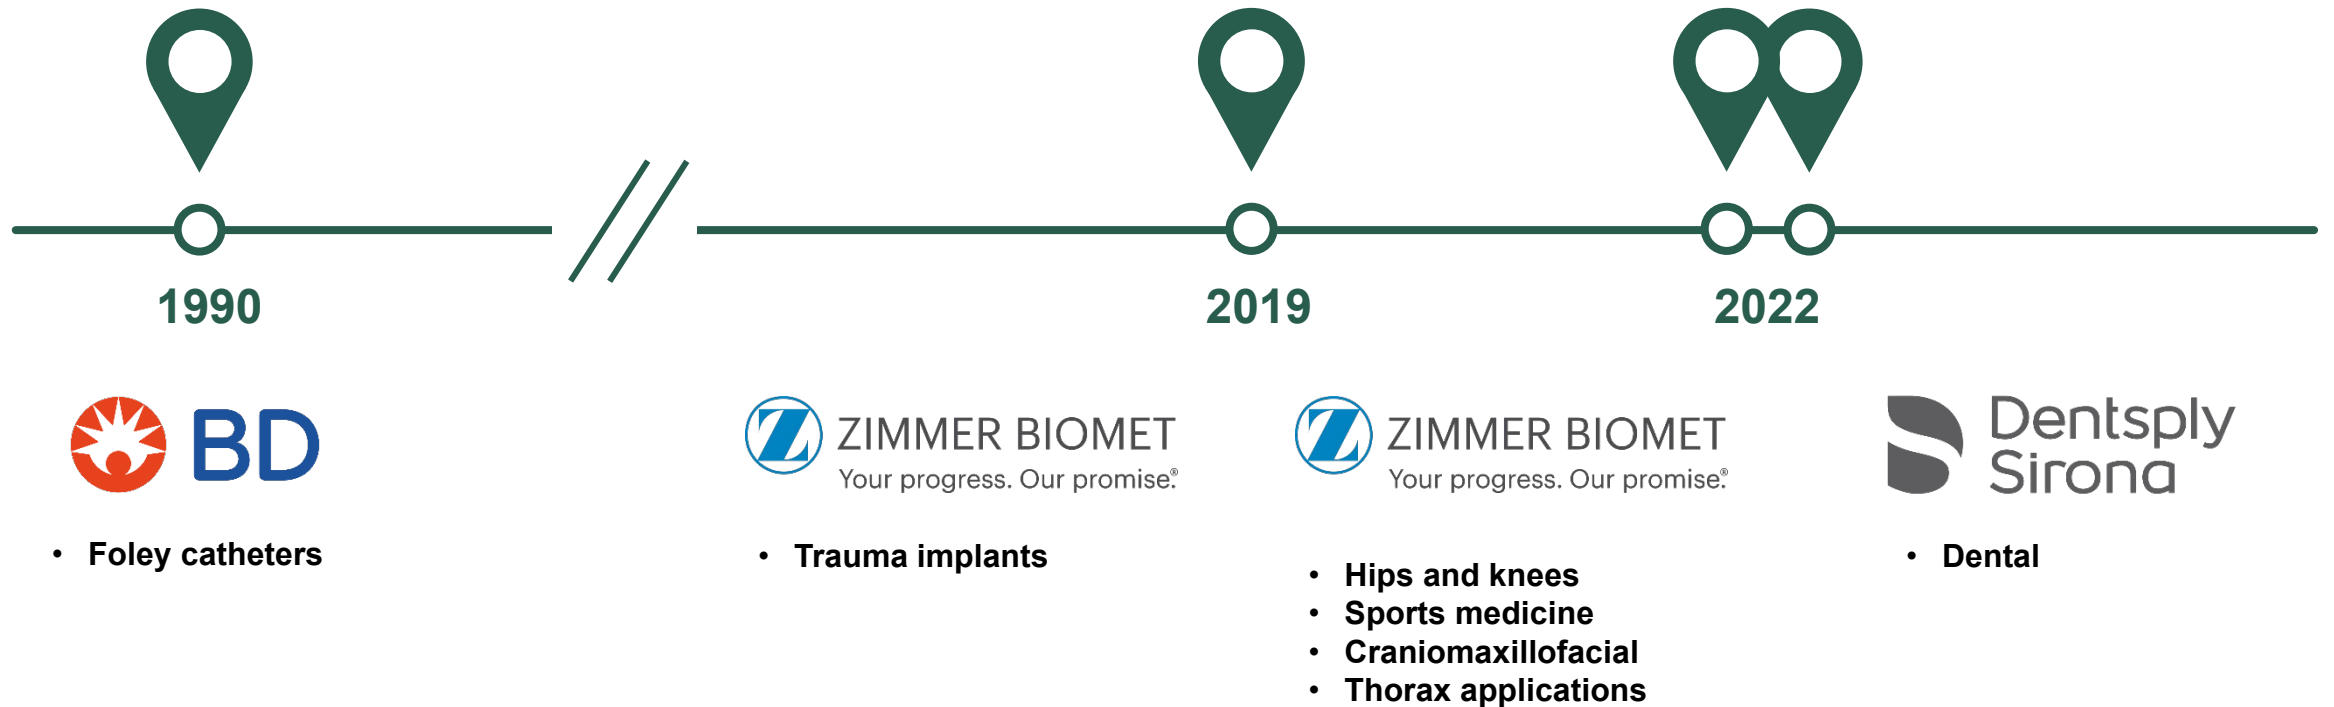 1990
2019
2022
BD
ZIMMER BIOMET
Your progress. Our promise.®
ZIMMER BIOMET
Your progress. Our promise.®
Dentsply
Sirona
• Foley catheters
• Trauma implants
• Hips and knees
• Sports medicine
• Craniomaxillofacial
• Thorax applications
• Dental